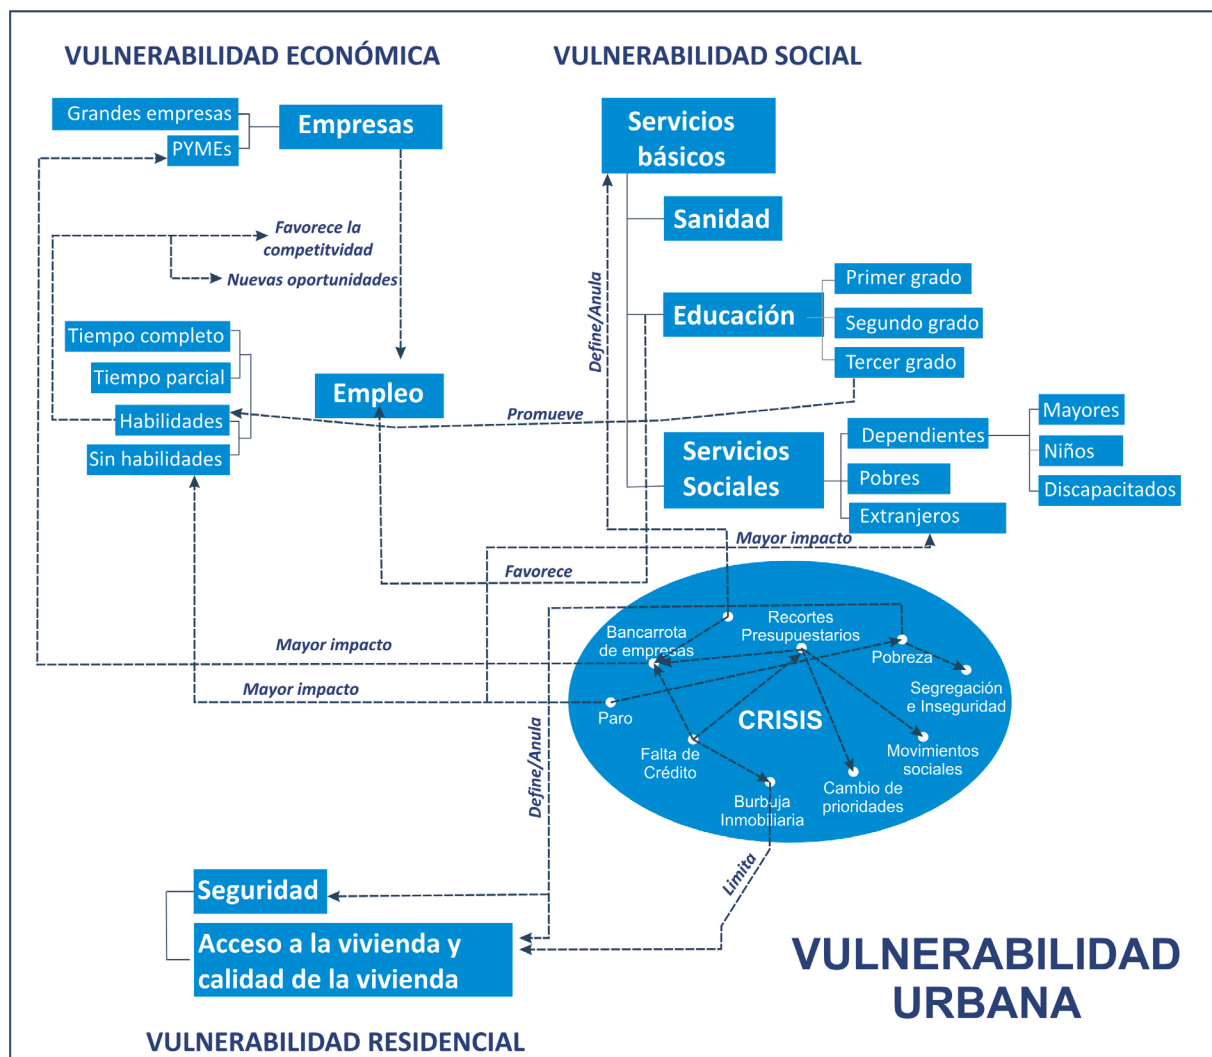 VULNERABILIDAD ECONÓMICA
Grandes empresas
PYMEs
Empresas
Favorece la
competitvidad
Nuevas oportunidades
Tiempo completo
Tiempo parcial
Habilidades
Sin habilidades
Empleo
VULNERABILIDAD SOCIAL
Servicios
básicos
Sanidad
Educación
Primer grado
Segundo grado
Tercer grado
Servicios
Sociales
Dependientes
Pobres
Extranjeros
Mayores
Niños
Discapacitados
Define/Anula
Promueve
Favorece
Mayor impacto
Mayor impacto
Mayor impacto
Bancarrota
de empresas
Recortes
Presupuestarios
Pobreza
Segregación
e Inseguridad
Paro
CRISIS
Falta de
Crédito
Movimientos
sociales
Burbuja
Inmobiliaria
Cambio de
prioridades
Define/Anula
Limita
Seguridad
Acceso a la vivienda y
calidad de la vivienda
VULNERABILIDAD RESIDENCIAL
VULNERABILIDAD
URBANA